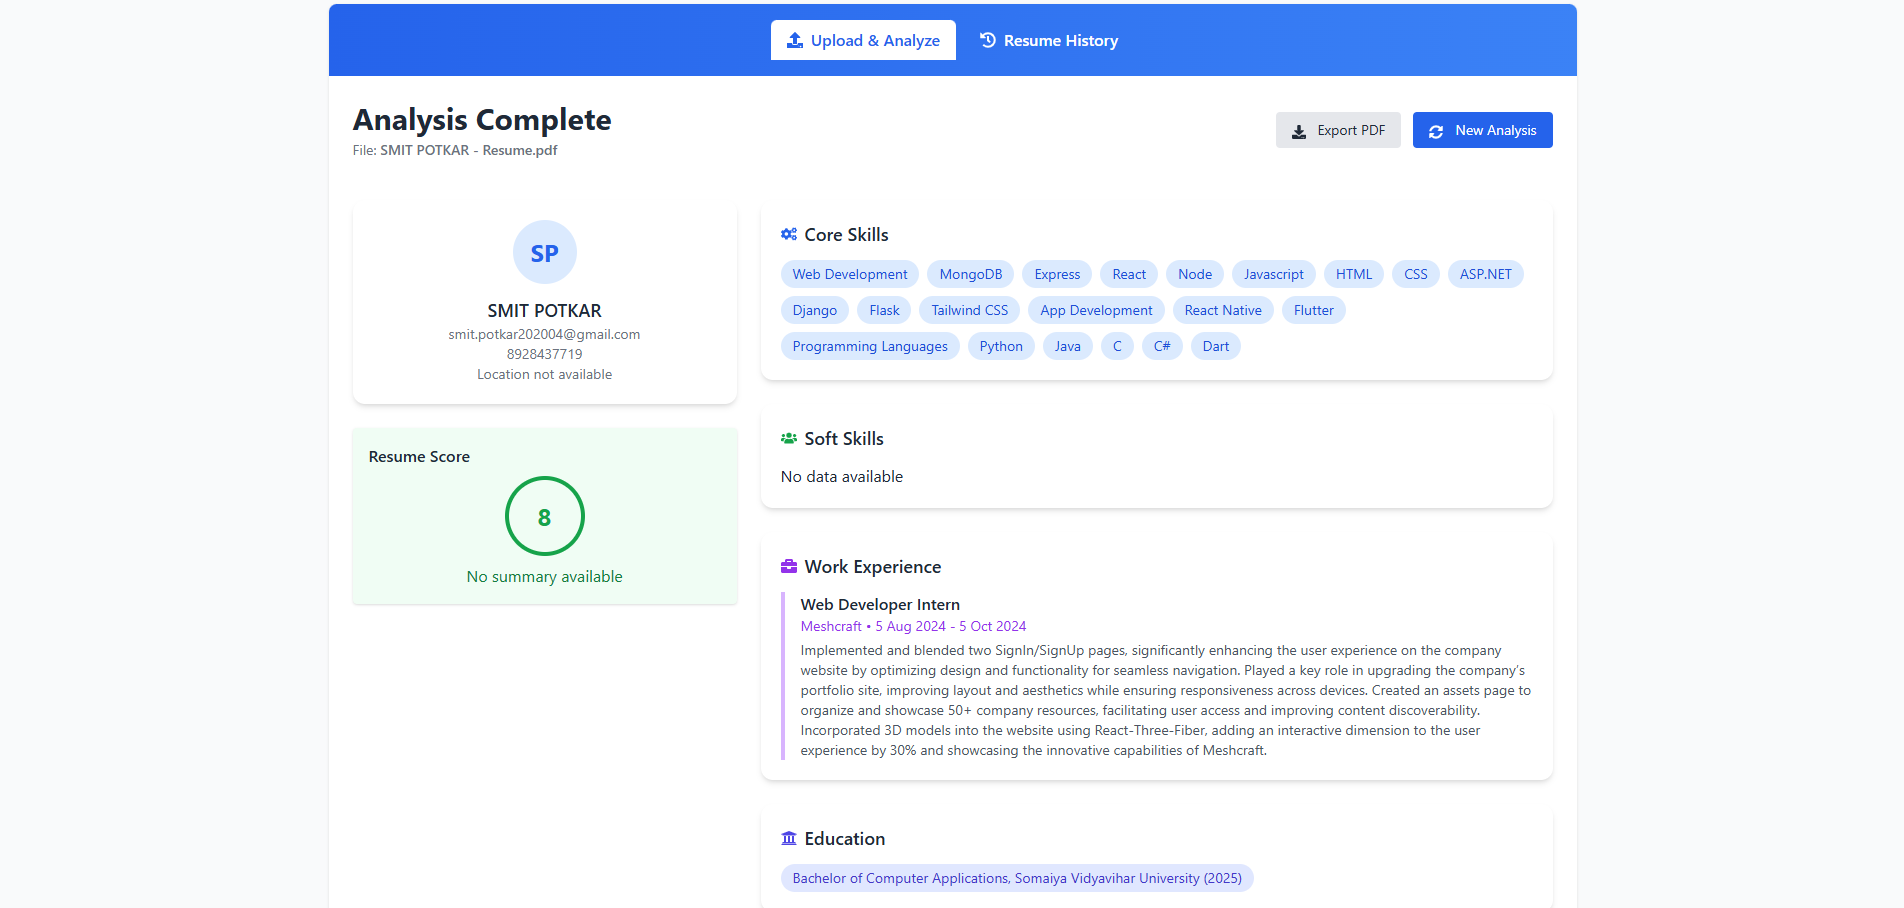 Upload & Analyze
Resume History
Analysis Complete
File: SMIT POTKAR - Resume.pdf
Export PDF
New Analysis
SP
SMIT POTKAR
smit.potkar202004@gmail.com
8928437719
Location not available
Resume Score
8
No summary available
Core Skills
Web Development MongoDB Express React Node Javascript HTML CSS ASP.NET
Django Flask Tailwind CSS App Development React Native Flutter
Programming Languages Python Java C C# Dart
Soft Skills
No data available
Work Experience
Web Developer Intern
Meshcraft • 5 Aug 2024 - 5 Oct 2024
Implemented and blended two SignIn/SignUp pages, significantly enhancing the user experience on the company
website by optimizing design and functionality for seamless navigation. Played a key role in upgrading the company’s
portfolio site, improving layout and aesthetics while ensuring responsiveness across devices. Created an assets page to
organize and showcase 50+ company resources, facilitating user access and improving content discoverability.
Incorporated 3D models into the website using React-Three-Fiber, adding an interactive dimension to the user
experience by 30% and showcasing the innovative capabilities of Meshcraft.
Education
Bachelor of Computer Applications, Somaiya Vidyavihar University (2025)